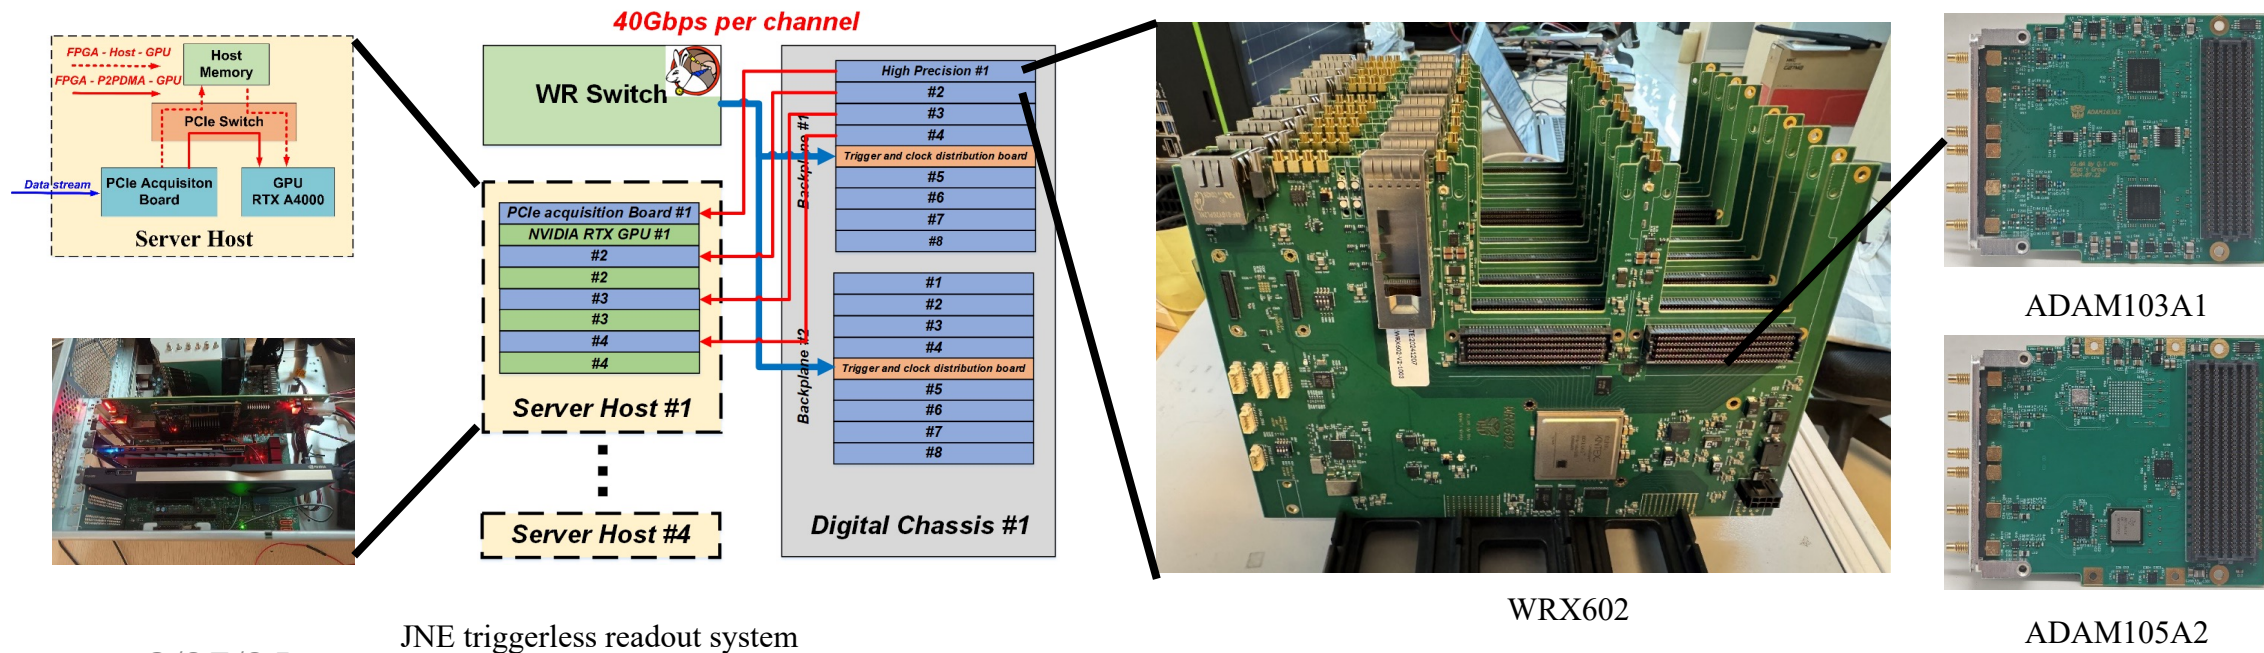 40Gbps per channel
FPGA - Host - GPU
FPGA - P2PDMA - GPU
Host
Memory
PCIe Switch
Data stream
PCIe Acquisiton
Board
GPU
RTX A4000
Server Host
WR Switch
PCIe acquisition Board #1
NVIDIA RTX GPU #1
#2
#2
#3
#3
#4
#4
Server Host #1
Server Host #4
Backplane #1
High Precision #1
#2
#3
#4
Trigger and clock distribution board
#5
#6
#7
#8
Backplane #2
#1
#2
#3
#4
Trigger and clock distribution board
#5
#6
#7
#8
Digital Chassis #1
JNE triggerless readout system
WRX602
ADAM103A1
ADAM105A2